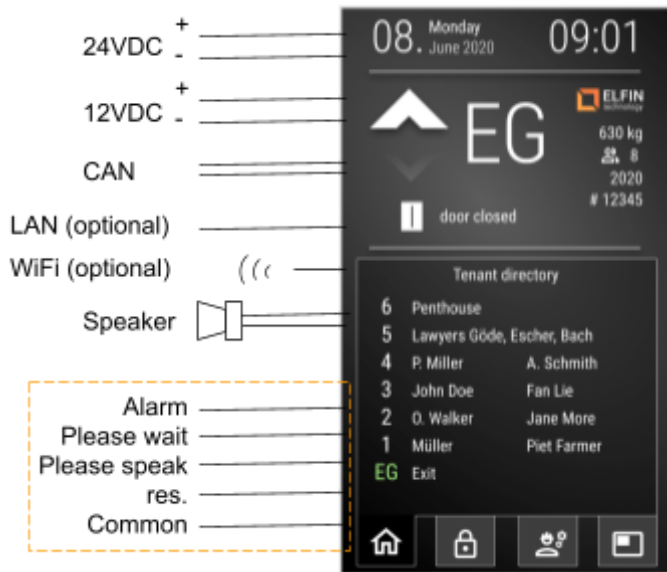 24VDC
+
-
12VDC
+
-
CAN
LAN (optional)
WiFi (optional)
Speaker
Alarm
Please wait
Please speak
res.
Common
08. Monday June 2020 09:01
ELFIN
technology
EG
630 kg
8
2020
# 12345
door closed
Tenant directory
6 Penthouse
5 Lawyers Göde, Escher, Bach
4 P. Miller A. Schmith
3 John Doe Fan Lie
2 O. Walker Jane More
1 Müller Piet Farmer
EG Exit